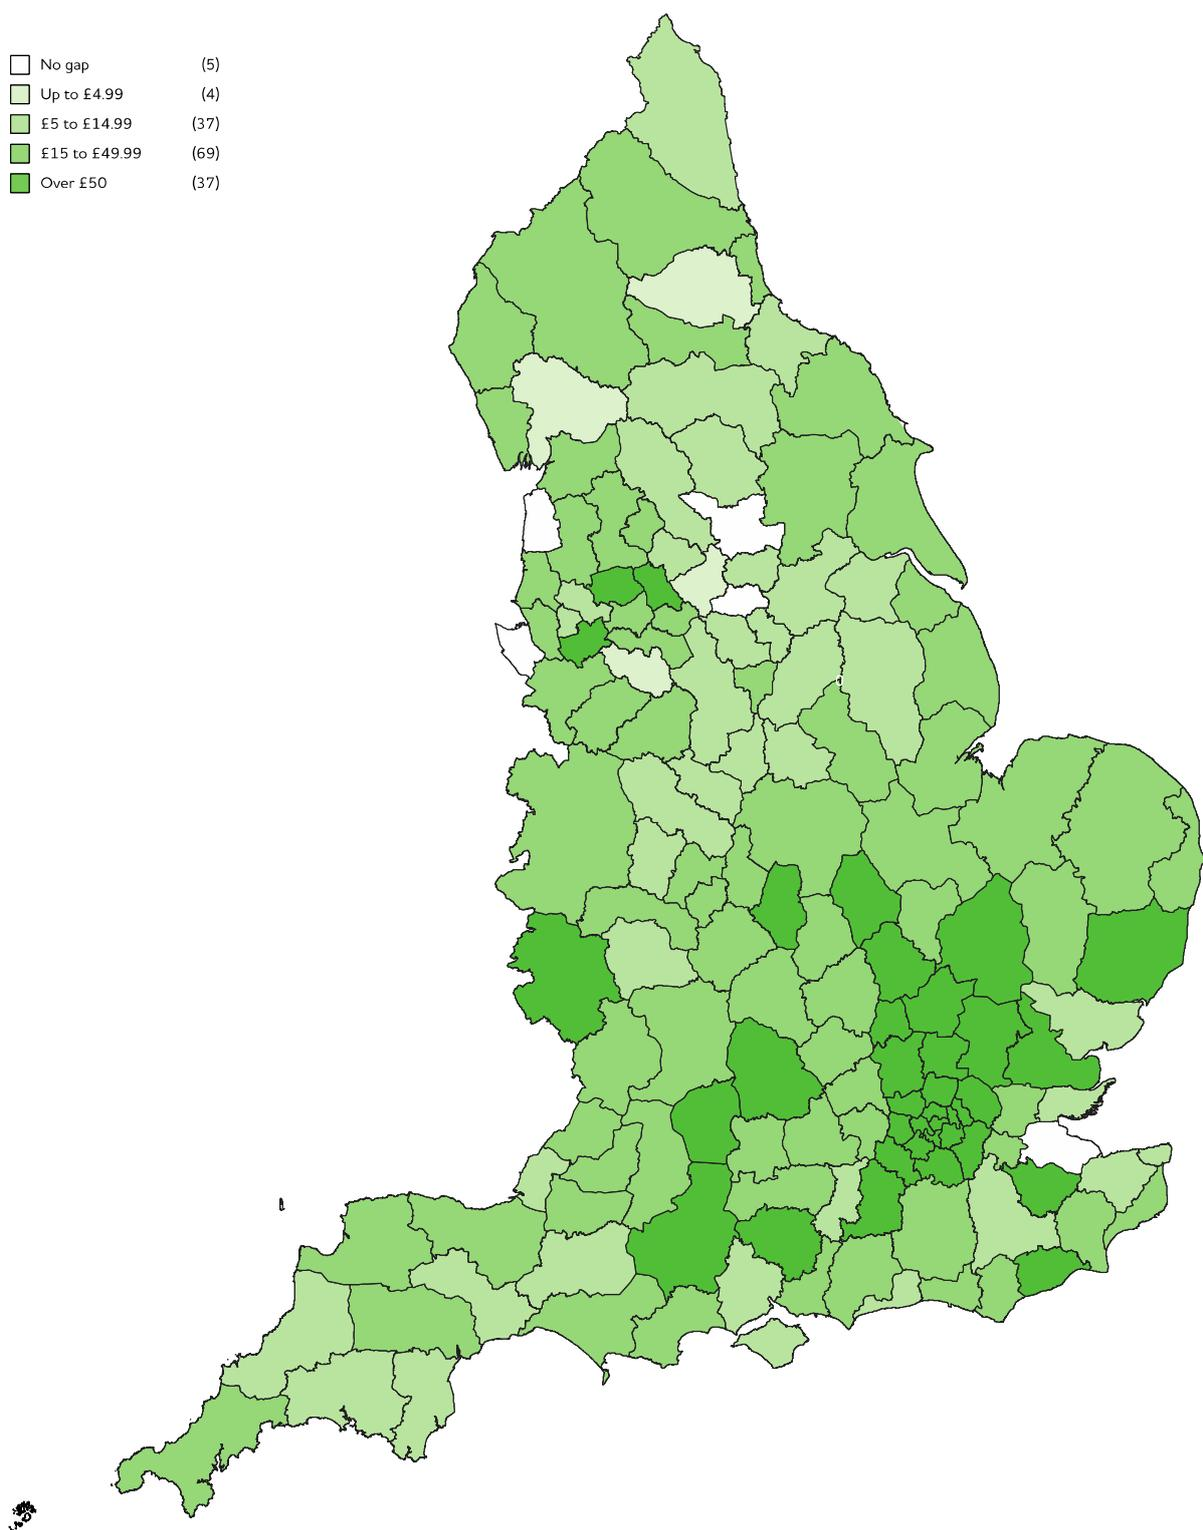 No gap (5)
Up to £4.99 (4)
£5 to £14.99 (37)
£15 to £49.99 (69)
Over £50 (37)